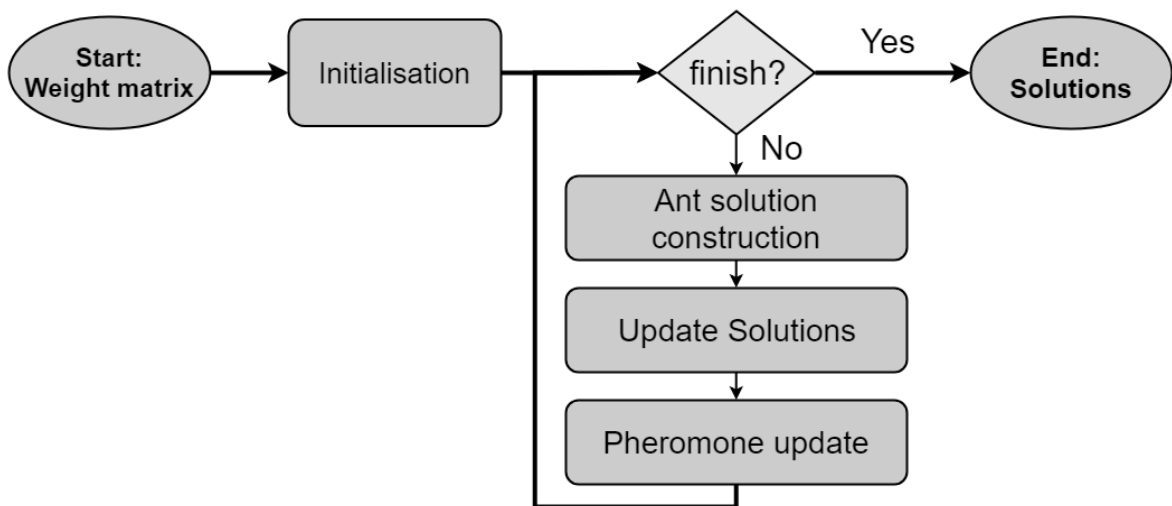 Start:
Weight matrix
Initialisation
finish?
Yes
End:
Solutions
No
Ant solution
construction
Update Solutions
Pheromone update